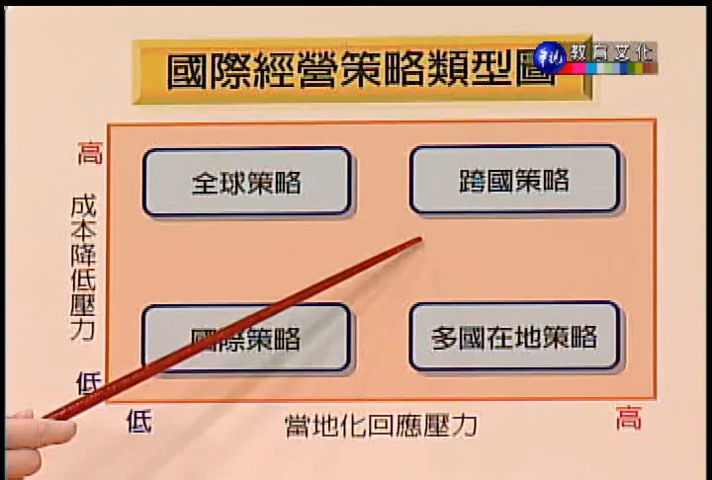 國際經營策略類型圖
華視 教育文化
高
全球策略
跨國策略
成本降低壓力
國際策略
多國在地策略
低
低
當地化回應壓力
高